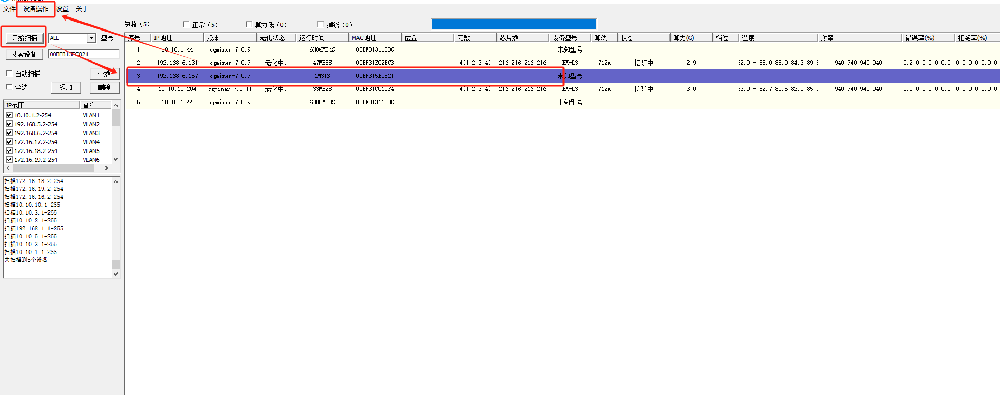 文件 设备操作 设置 关于
总数（5） 正常（5） 算力低（0） 掉线（0）
开始扫描 ALL 型号
搜索设备 00BFB15EC821
自动扫描 个数
全选 添加 删除
IP范围 备注
10.10.1.2-254 VLAN1
192.168.5.2-254 VLAN2
192.168.6.2-254 VLAN3
172.16.17.2-254 VLAN4
172.16.18.2-254 VLAN5
172.16.19.2-254 VLAN6
扫描172.16.18.2-254
扫描172.16.19.2-254
扫描172.16.16.2-254
扫描10.10.10.1-255
扫描10.10.3.1-255
扫描10.10.2.1-255
扫描192.168.1.1-255
扫描10.10.5.1-255
扫描10.10.3.1-255
扫描10.10.1.1-255
共扫描到5个设备
序号 IP地址 版本 老化状态 运行时间 MAC地址 位置 刀数 芯片数 设备型号 算法 状态 算力(G) 档位 温度 频率 错误率(%) 拒绝率(%)
1 10.10.1.44 cgminer-7.0.9 6H06M54S 00BFB13115DC 未知型号
2 192.168.6.131 cgminer 7.0.9 老化中: 47M58S 00BFB1E02ECB 4(1 2 3 4) 216 216 216 216 BM-L3 712A 挖矿中 2.9 52.0 - 88.0 88.0 84.3 89.5 940 940 940 940 0.2 0.0 0.0 0.0 0.0 0.0 0.0 0.0
3 192.168.6.157 cgminer-7.0.9 1M31S 00BFB15EC821 未知型号
4 10.10.10.204 cgminer 7.0.11 老化中: 33M52S 00BFB1CC10F4 4(1 2 3 4) 216 216 216 216 BM-L3 712A 挖矿中 3.0 53.0 - 82.7 80.5 82.0 85.0 940 940 940 940 0.0 0.0 0.0 0.0 0.0 0.0 0.0 0.0
5 10.10.1.44 cgminer-7.0.9 6H08M20S 00BFB13115DC 未知型号